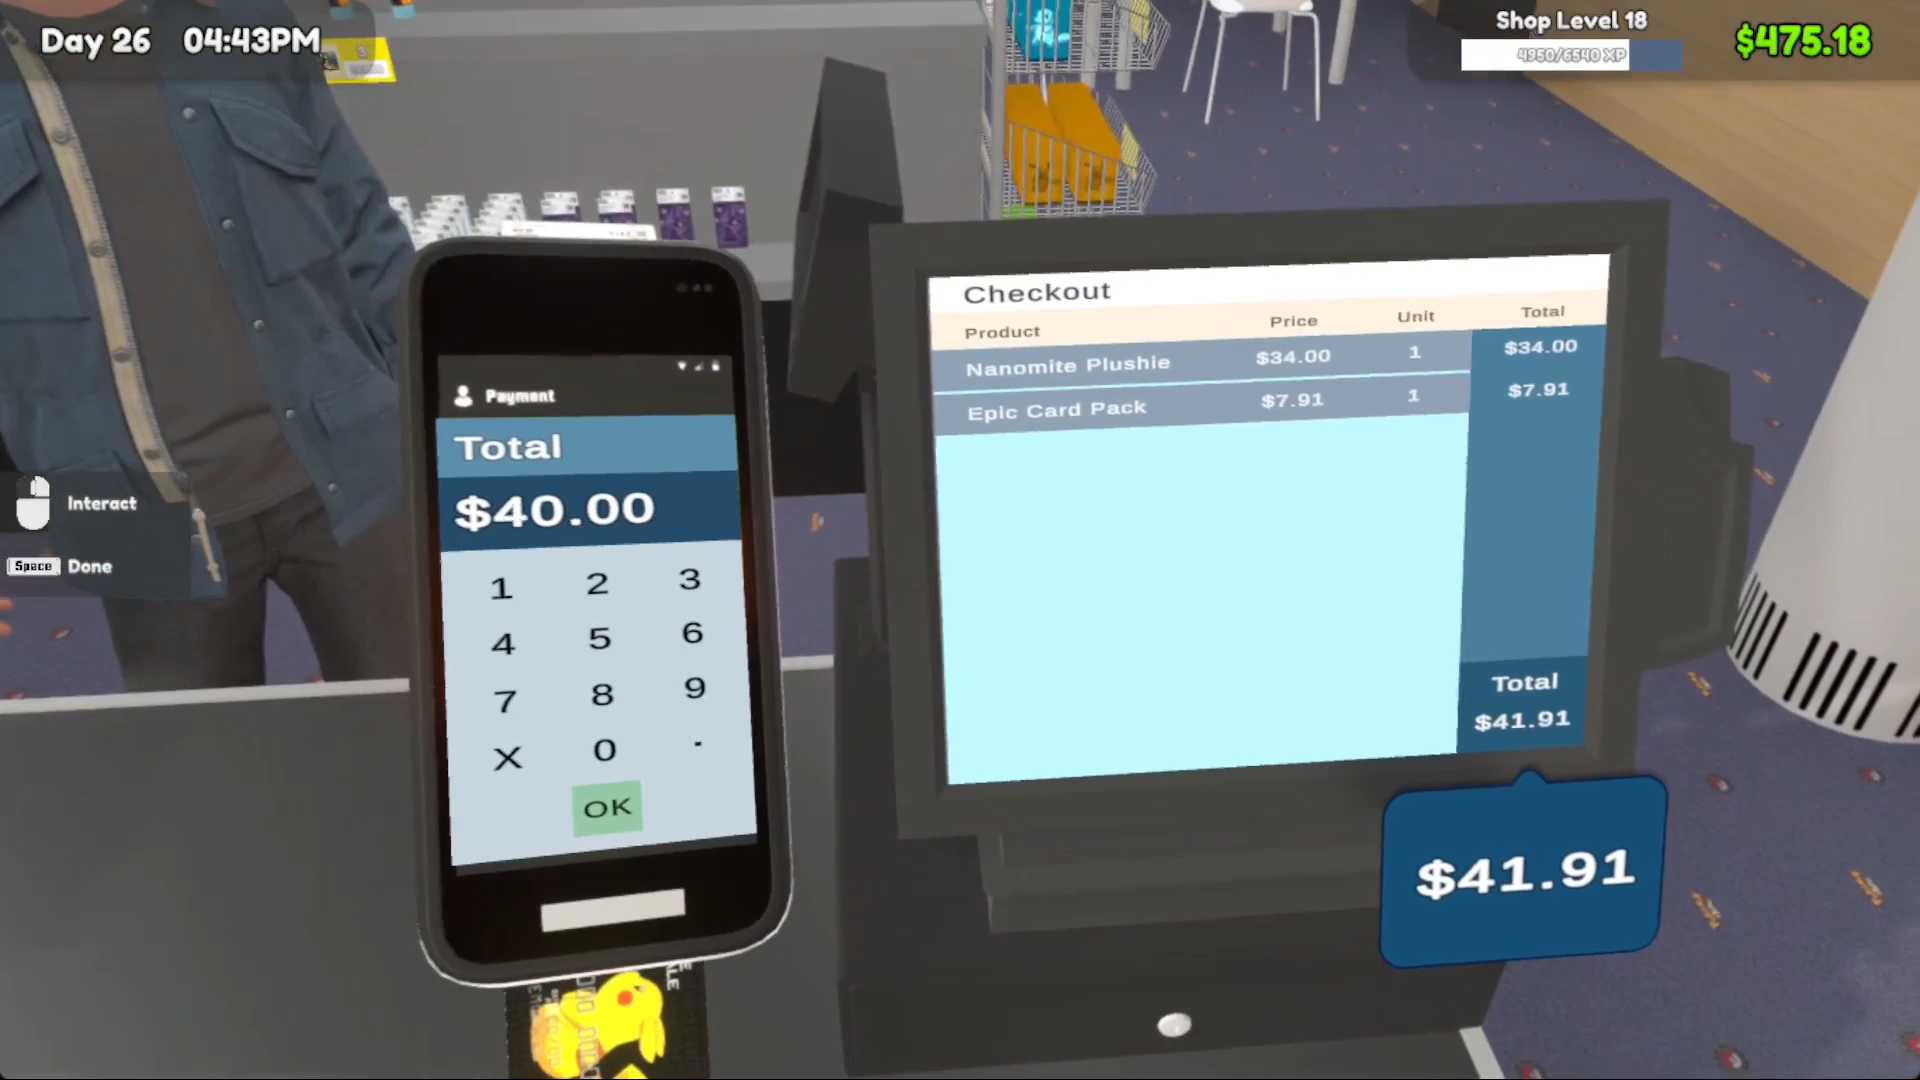 Day 26 04:43PM
Shop Level 18
4950/6540 XP
$475.18
Interact
Space Done
Payment
Total
$40.00
1 2 3
4 5 6
7 8 9
X 0 .
OK
Checkout
Product Price Unit Total
Nanomite Plushie $34.00 1 $34.00
Epic Card Pack $7.91 1 $7.91
Total
$41.91
$41.91